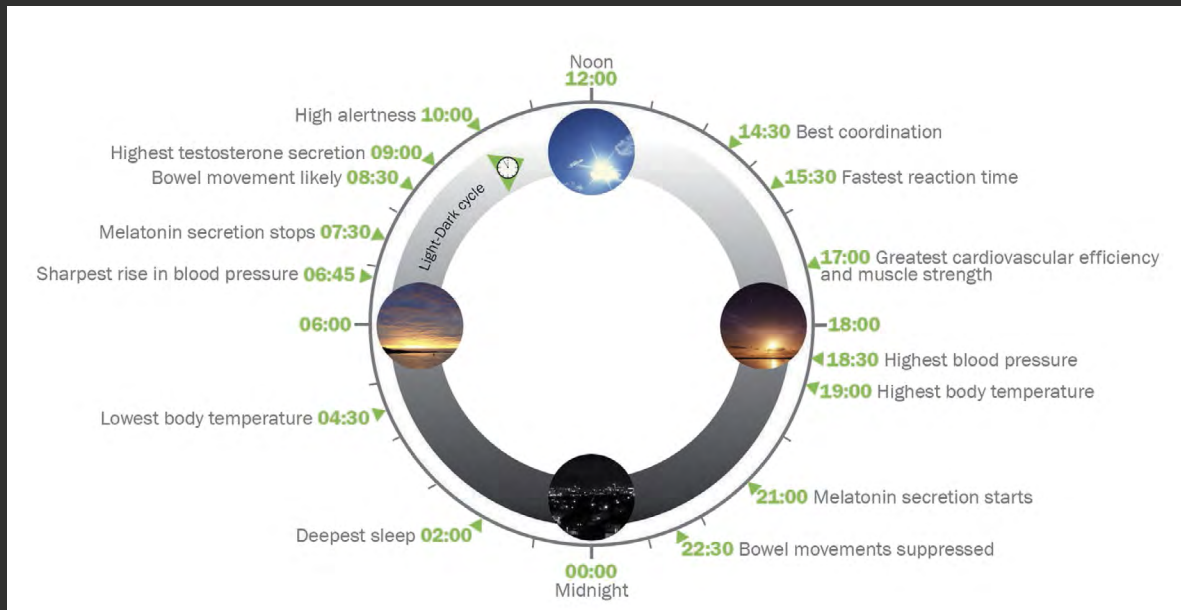 Noon
12:00
High alertness 10:00
14:30 Best coordination
Highest testosterone secretion 09:00
Bowel movement likely 08:30
15:30 Fastest reaction time
Light-Dark cycle
Melatonin secretion stops 07:30
17:00 Greatest cardiovascular efficiency
and muscle strength
Sharpest rise in blood pressure 06:45
06:00
18:00
18:30 Highest blood pressure
19:00 Highest body temperature
Lowest body temperature 04:30
21:00 Melatonin secretion starts
Deepest sleep 02:00
22:30 Bowel movements suppressed
00:00
Midnight